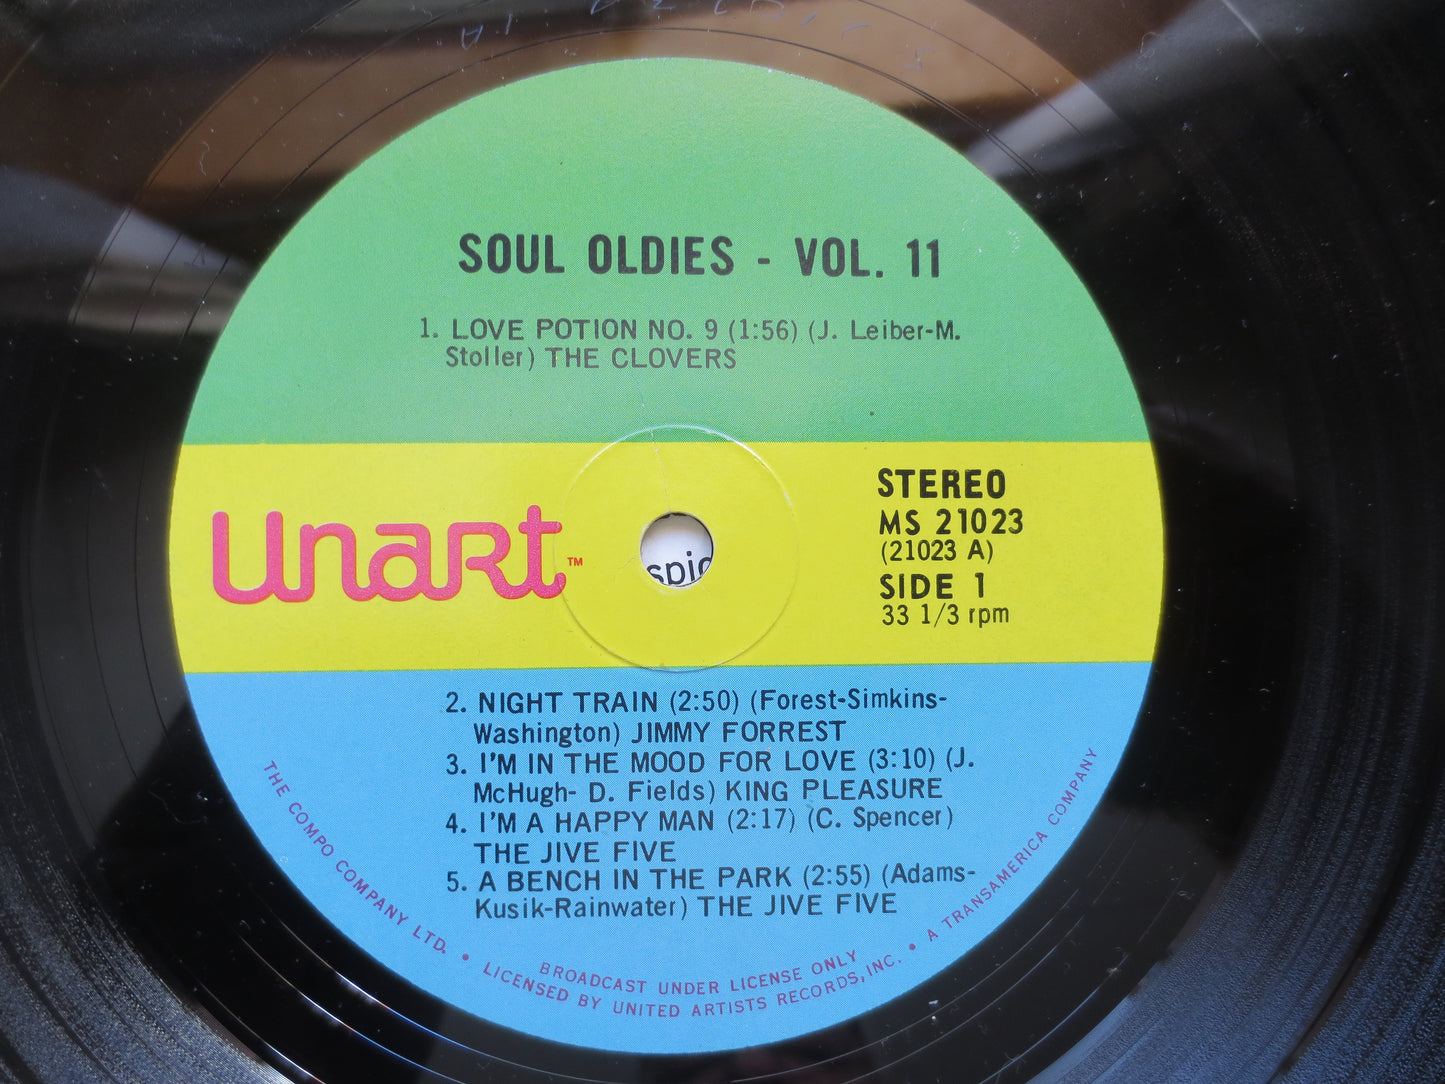 SOUL OLDIES - VOL. 11
1. LOVE POTION NO. 9 (1:56) (J. Leiber-M.
Stoller) THE CLOVERS
unart™
STEREO
MS 21023
(21023 A)
SIDE 1
33 1/3 rpm
spic
2. NIGHT TRAIN (2:50) (Forest-Simkins-
Washington) JIMMY FORREST
3. I'M IN THE MOOD FOR LOVE (3:10) (J.
McHugh- D. Fields) KING PLEASURE
4. I'M A HAPPY MAN (2:17) (C. Spencer)
THE JIVE FIVE
5. A BENCH IN THE PARK (2:55) (Adams-
Kusik-Rainwater) THE JIVE FIVE
BROADCAST UNDER LICENSE ONLY
THE COMPO COMPANY LTD. • LICENSED BY UNITED ARTISTS RECORDS, INC. • A TRANSAMERICA COMPANY